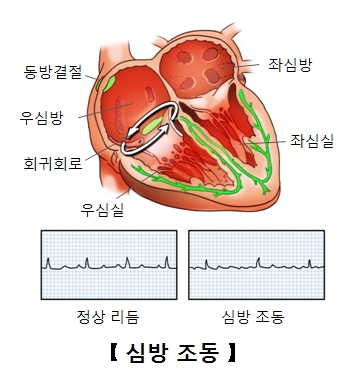 동방결절
좌심방
우심방
좌심실
회귀회로
우심실
정상 리듬
심방 조동
【 심방 조동 】